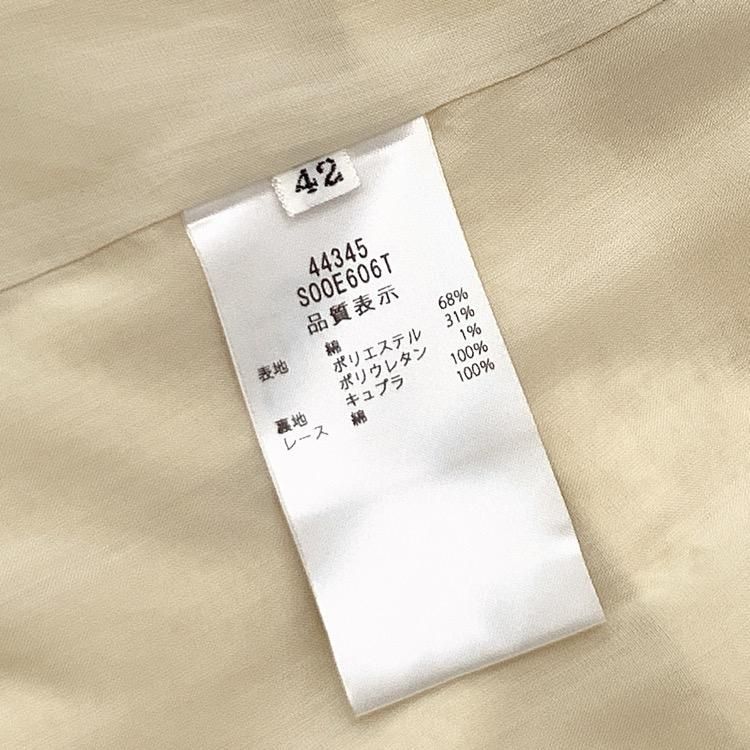 42
44345
S00E606T
品質表示
表地 綿 68%
ポリエステル 31%
ポリウレタン 1%
裏地 キュプラ 100%
レース 綿 100%